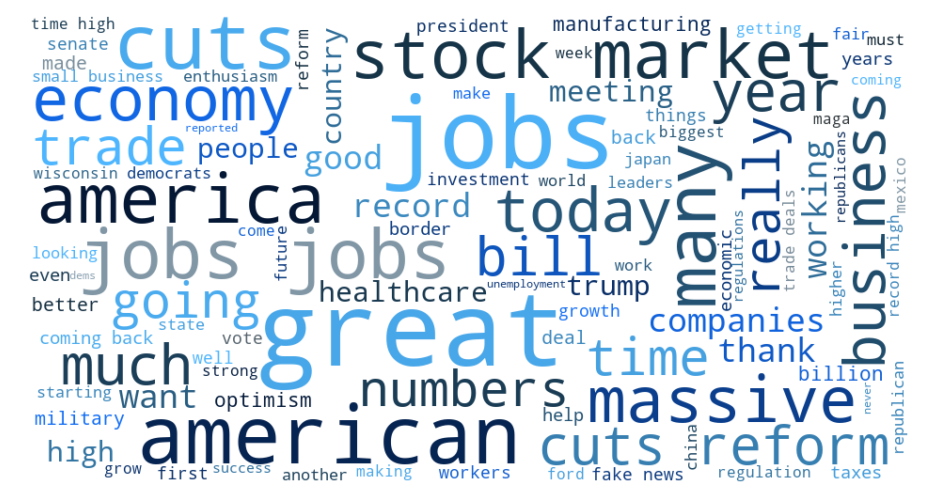 time high
cuts
reform
country
president
manufacturing
getting
fair
must
senate
made
stock market
week
years
small business
enthusiasm
economy
make
meeting
year
coming
reported
jobs
things
maga
trade
people
good
back
biggest
wisconsin
democrats
america
investment
world
japan
leaders
record
today
many
really
working
republicans
business
mexico
jobs
jobs
come
future
border
bill
work
economic
regulations
trade deals
record high
looking
even
dems
healthcare
unemployment
trump
higher
better
going
great
growth
companies
coming back
state
vote
deal
time
thank
much
well
strong
billion
starting
want
optimism
numbers
massive
never
republican
military
american
help
cuts
reform
high
china
grow
first
success
another
making
workers
ford
fake news
regulation
taxes